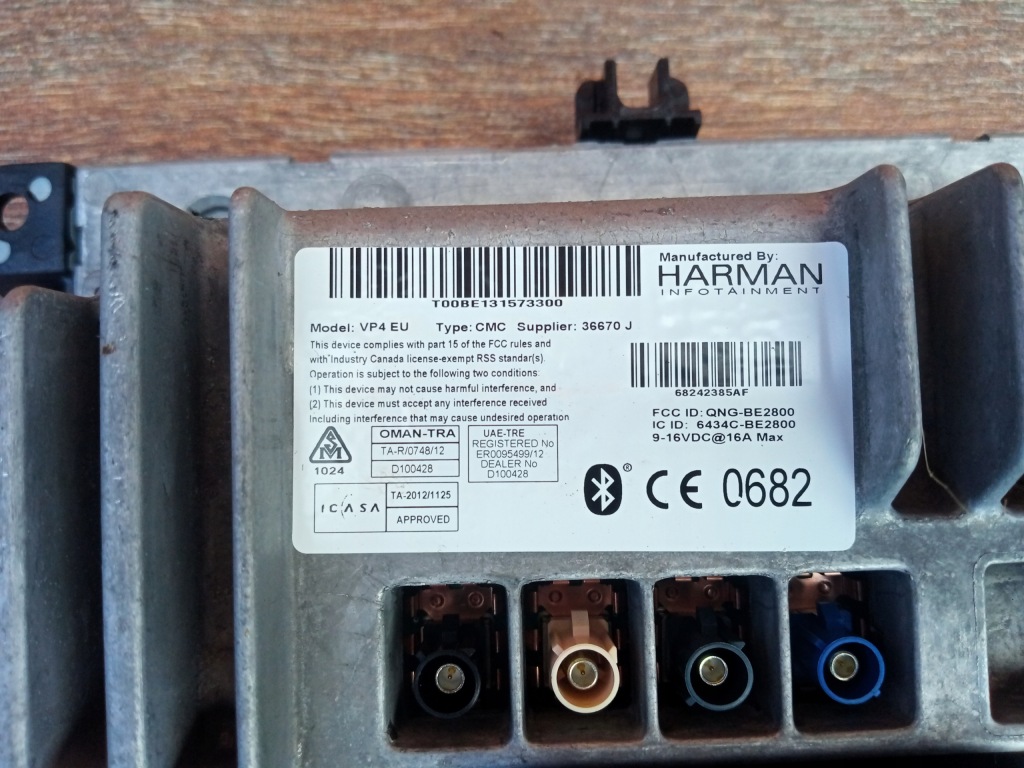 T00BE131573300
Manufactured By:
HARMAN
INFOTAINMENT
Model: VP4 EU Type: CMC Supplier: 36670 J
This device complies with part 15 of the FCC rules and
with Industry Canada license-exempt RSS standar(s).
Operation is subject to the following two conditions:
(1) This device may not cause harmful interference, and
(2) This device must accept any interference received
Including interference that may cause undesired operation
68242385AF
FCC ID: QNG-BE2800
IC ID: 6434C-BE2800
9-16VDC@16A Max
1024
OMAN-TRA
TA-R/0748/12
D100428
UAE-TRE
REGISTERED No
ER0095499/12
DEALER No
D100428
ICASA
TA-2012/1125
APPROVED
® CE 0682